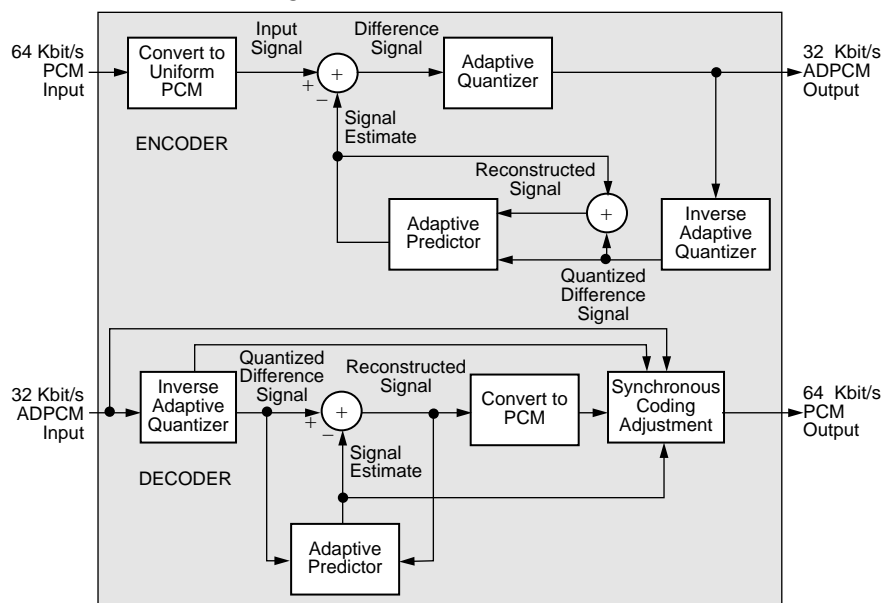 64 Kbit/s
PCM
Input
Convert to
Uniform
PCM
Input
Signal
+
+
−
Difference
Signal
Adaptive
Quantizer
32 Kbit/s
ADPCM
Output
ENCODER
Signal
Estimate
Reconstructed
Signal
+
Adaptive
Predictor
Inverse
Adaptive
Quantizer
Quantized
Difference
Signal
32 Kbit/s
ADPCM
Input
Inverse
Adaptive
Quantizer
Quantized
Difference
Signal
+
+
−
Reconstructed
Signal
Convert to
PCM
Synchronous
Coding
Adjustment
64 Kbit/s
PCM
Output
Signal
Estimate
DECODER
Adaptive
Predictor